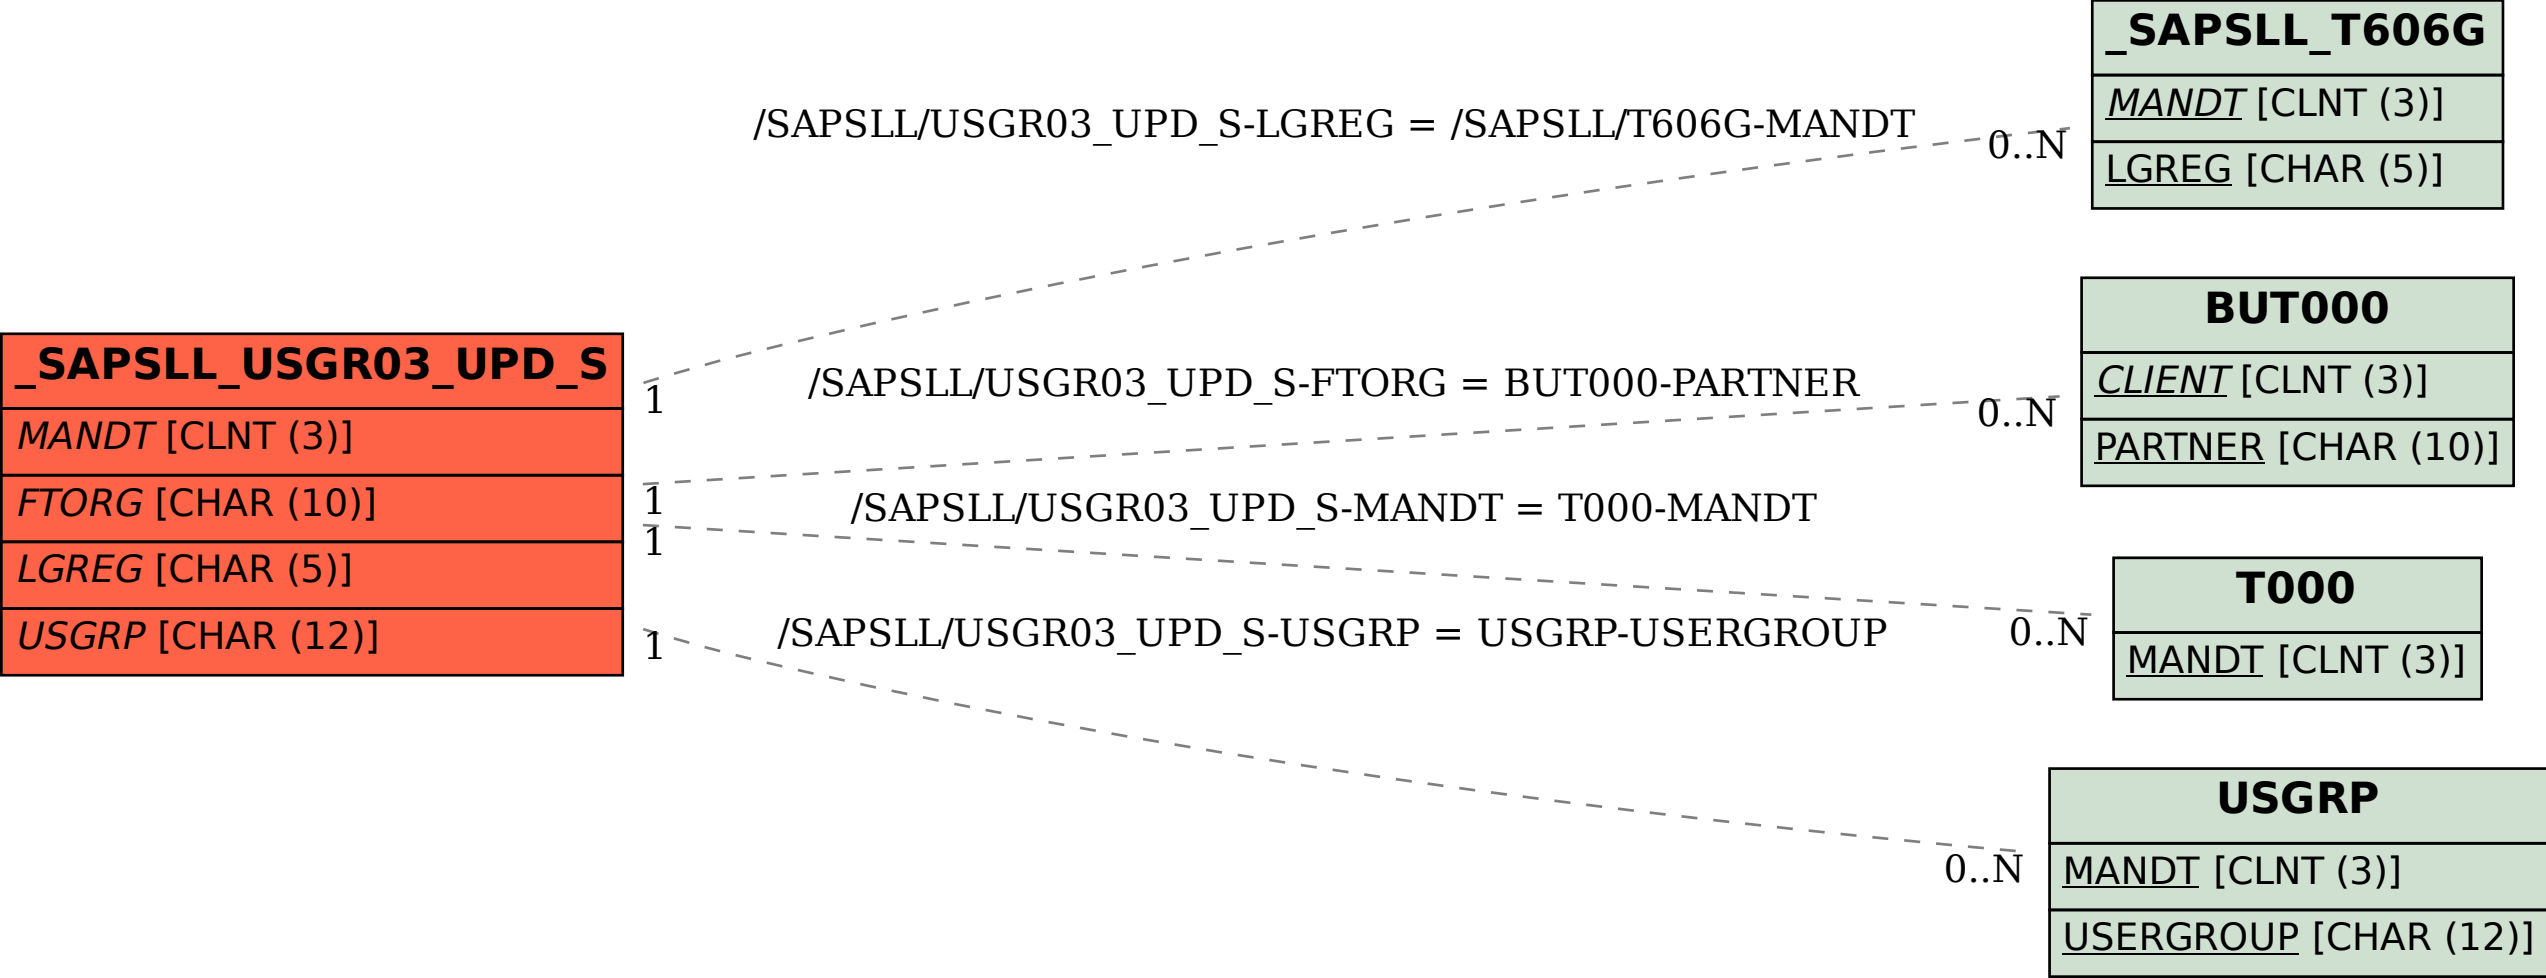 _SAPSLL_USGR03_UPD_S
MANDT [CLNT (3)]
FTORG [CHAR (10)]
LGREG [CHAR (5)]
USGRP [CHAR (12)]
/SAPSLL/USGR03_UPD_S-LGREG = /SAPSLL/T606G-MANDT
1
0..N
/SAPSLL/USGR03_UPD_S-FTORG = BUT000-PARTNER
1
0..N
/SAPSLL/USGR03_UPD_S-MANDT = T000-MANDT
1
0..N
/SAPSLL/USGR03_UPD_S-USGRP = USGRP-USERGROUP
1
0..N
_SAPSLL_T606G
MANDT [CLNT (3)]
LGREG [CHAR (5)]
BUT000
CLIENT [CLNT (3)]
PARTNER [CHAR (10)]
T000
MANDT [CLNT (3)]
USGRP
MANDT [CLNT (3)]
USERGROUP [CHAR (12)]